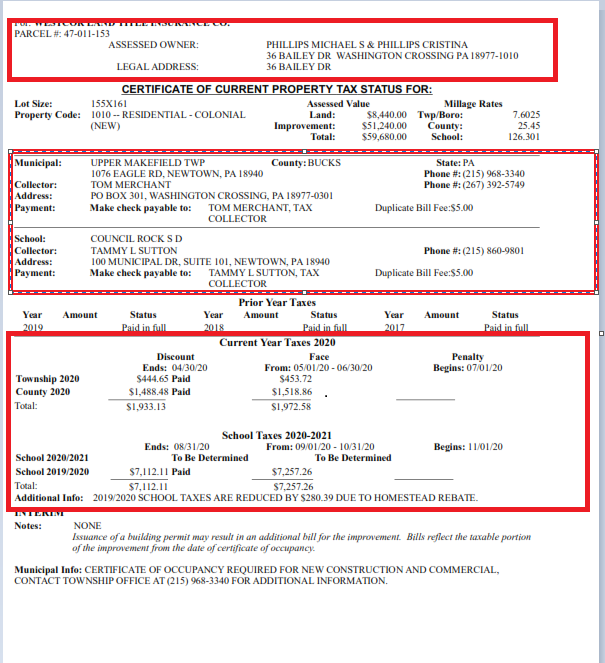 For: WESTCOR LAND TITLE INSURANCE CO.
PARCEL #: 47-011-153
ASSESSED OWNER: PHILLIPS MICHAEL S & PHILLIPS CRISTINA
36 BAILEY DR WASHINGTON CROSSING PA 18977-1010
LEGAL ADDRESS: 36 BAILEY DR
CERTIFICATE OF CURRENT PROPERTY TAX STATUS FOR:
Lot Size: 155X161 Assessed Value Millage Rates
Property Code: 1010 -- RESIDENTIAL - COLONIAL Land: $8,440.00 Twp/Boro: 7.6025
(NEW) Improvement: $51,240.00 County: 25.45
Total: $59,680.00 School: 126.301
Municipal: UPPER MAKEFIELD TWP County: BUCKS State: PA
1076 EAGLE RD, NEWTOWN, PA 18940 Phone #: (215) 968-3340
Collector: TOM MERCHANT Phone #: (267) 392-5749
Address: PO BOX 301, WASHINGTON CROSSING, PA 18977-0301
Payment: Make check payable to: TOM MERCHANT, TAX Duplicate Bill Fee:$5.00
COLLECTOR
School: COUNCIL ROCK S D
Collector: TAMMY L SUTTON Phone #: (215) 860-9801
Address: 100 MUNICIPAL DR, SUITE 101, NEWTOWN, PA 18940
Payment: Make check payable to: TAMMY L SUTTON, TAX Duplicate Bill Fee:$5.00
COLLECTOR
Prior Year Taxes
Year Amount Status Year Amount Status Year Amount Status
2019 Paid in full 2018 Paid in full 2017 Paid in full
Current Year Taxes 2020
Discount Face Penalty
Ends: 04/30/20 From: 05/01/20 - 06/30/20 Begins: 07/01/20
Township 2020 $444.65 Paid $453.72
County 2020 $1,488.48 Paid $1,518.86
Total: $1,933.13 $1,972.58
School Taxes 2020-2021
Ends: 08/31/20 From: 09/01/20 - 10/31/20 Begins: 11/01/20
School 2020/2021 To Be Determined To Be Determined
School 2019/2020 $7,112.11 Paid $7,257.26
Total: $7,112.11 $7,257.26
Additional Info: 2019/2020 SCHOOL TAXES ARE REDUCED BY $280.39 DUE TO HOMESTEAD REBATE.
INTERIM
Notes: NONE
Issuance of a building permit may result in an additional bill for the improvement. Bills reflect the taxable portion
of the improvement from the date of certificate of occupancy.
Municipal Info: CERTIFICATE OF OCCUPANCY REQUIRED FOR NEW CONSTRUCTION AND COMMERCIAL,
CONTACT TOWNSHIP OFFICE AT (215) 968-3340 FOR ADDITIONAL INFORMATION.